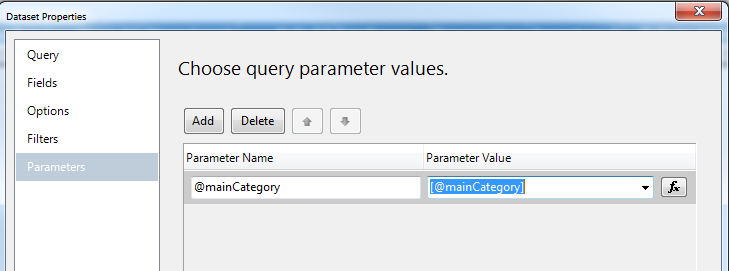 Dataset Properties
x
Query
Fields
Options
Filters
Parameters
Choose query parameter values.
Add Delete
Parameter Name Parameter Value
@mainCategory [@mainCategory] fx